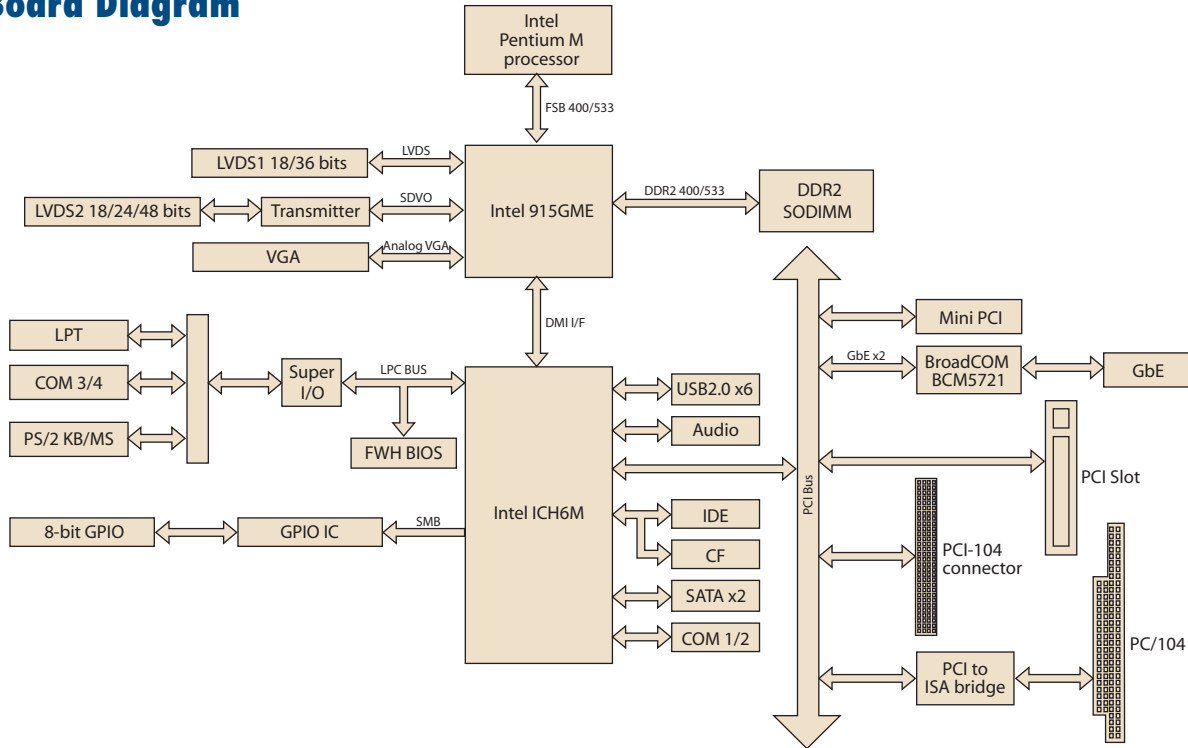 Board Diagram
Intel
Pentium M
processor
FSB 400/533
LVDS1 18/36 bits
LVDS
LVDS2 18/24/48 bits
Transmitter
SDVO
VGA
Analog VGA
Intel 915GME
DDR2 400/533
DDR2
SODIMM
DMI I/F
LPT
COM 3/4
PS/2 KB/MS
Super
I/O
LPC BUS
FWH BIOS
8-bit GPIO
GPIO IC
SMB
Intel ICH6M
USB2.0 x6
Audio
IDE
CF
SATA x2
COM 1/2
PCI Bus
Mini PCI
GbE x2
BroadCOM
BCM5721
GbE
PCI Slot
PCI-104
connector
PCI to
ISA bridge
PC/104